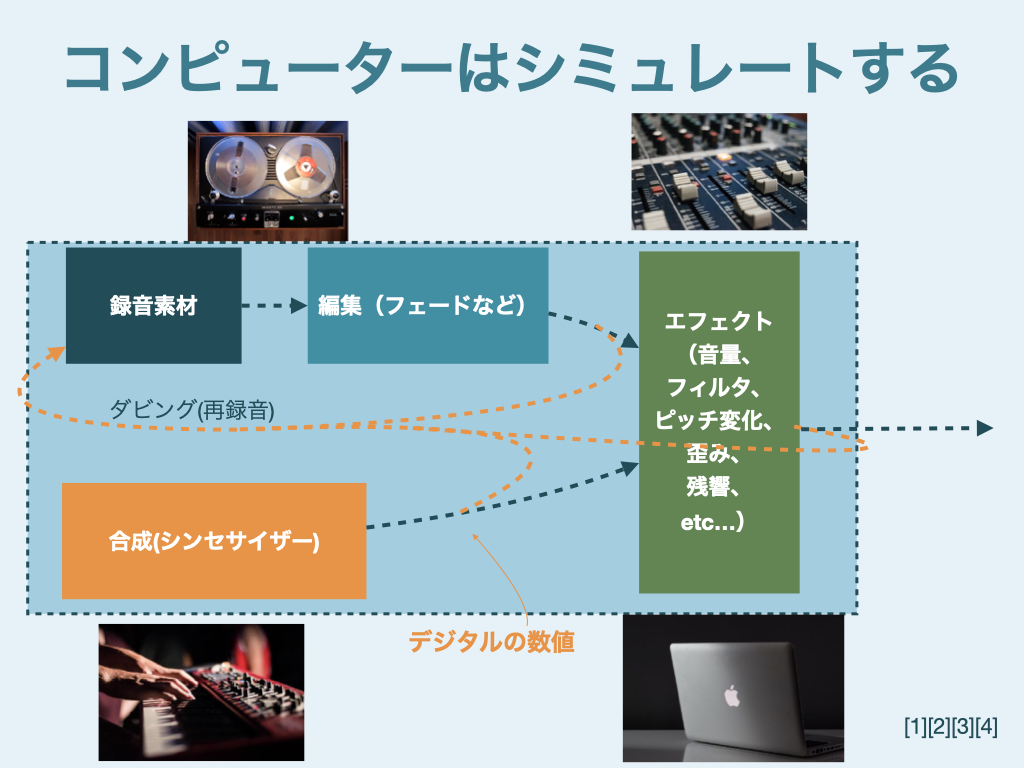 コンピューターはシミュレートする
録音素材
編集（フェードなど）
エフェクト
（音量、
フィルタ、
ピッチ変化、
歪み、
残響、
etc…）
ダビング(再録音)
合成(シンセサイザー)
デジタルの数値
[1][2][3][4]